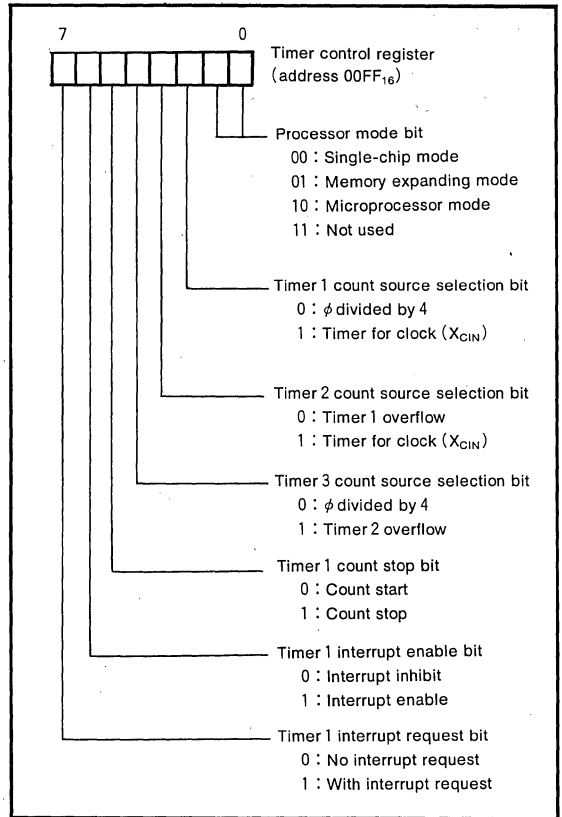 7 0
Timer control register
(address 00FF₁₆)
Processor mode bit
00 : Single-chip mode
01 : Memory expanding mode
10 : Microprocessor mode
11 : Not used
Timer 1 count source selection bit
0 : ϕ divided by 4
1 : Timer for clock (X_CIN)
Timer 2 count source selection bit
0 : Timer 1 overflow
1 : Timer for clock (X_CIN)
Timer 3 count source selection bit
0 : ϕ divided by 4
1 : Timer 2 overflow
Timer 1 count stop bit
0 : Count start
1 : Count stop
Timer 1 interrupt enable bit
0 : Interrupt inhibit
1 : Interrupt enable
Timer 1 interrupt request bit
0 : No interrupt request
1 : With interrupt request